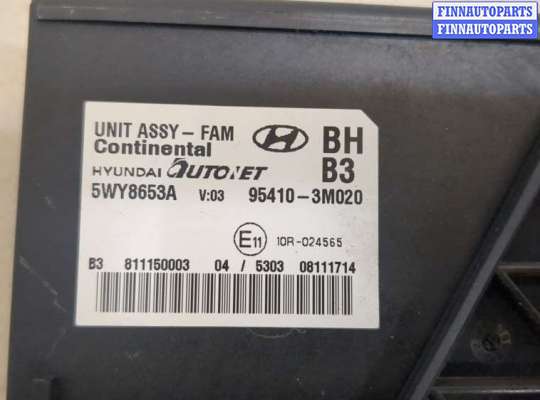 FINNAUTOPARTS
FINNAUTOPARTS
UNIT ASSY - FAM
BH
Continental
HYUNDAI AUTONET
B3
5WY8653A V:03 95410-3M020
E11 10R-024565
B3 811150003 04 / 5303 08111714